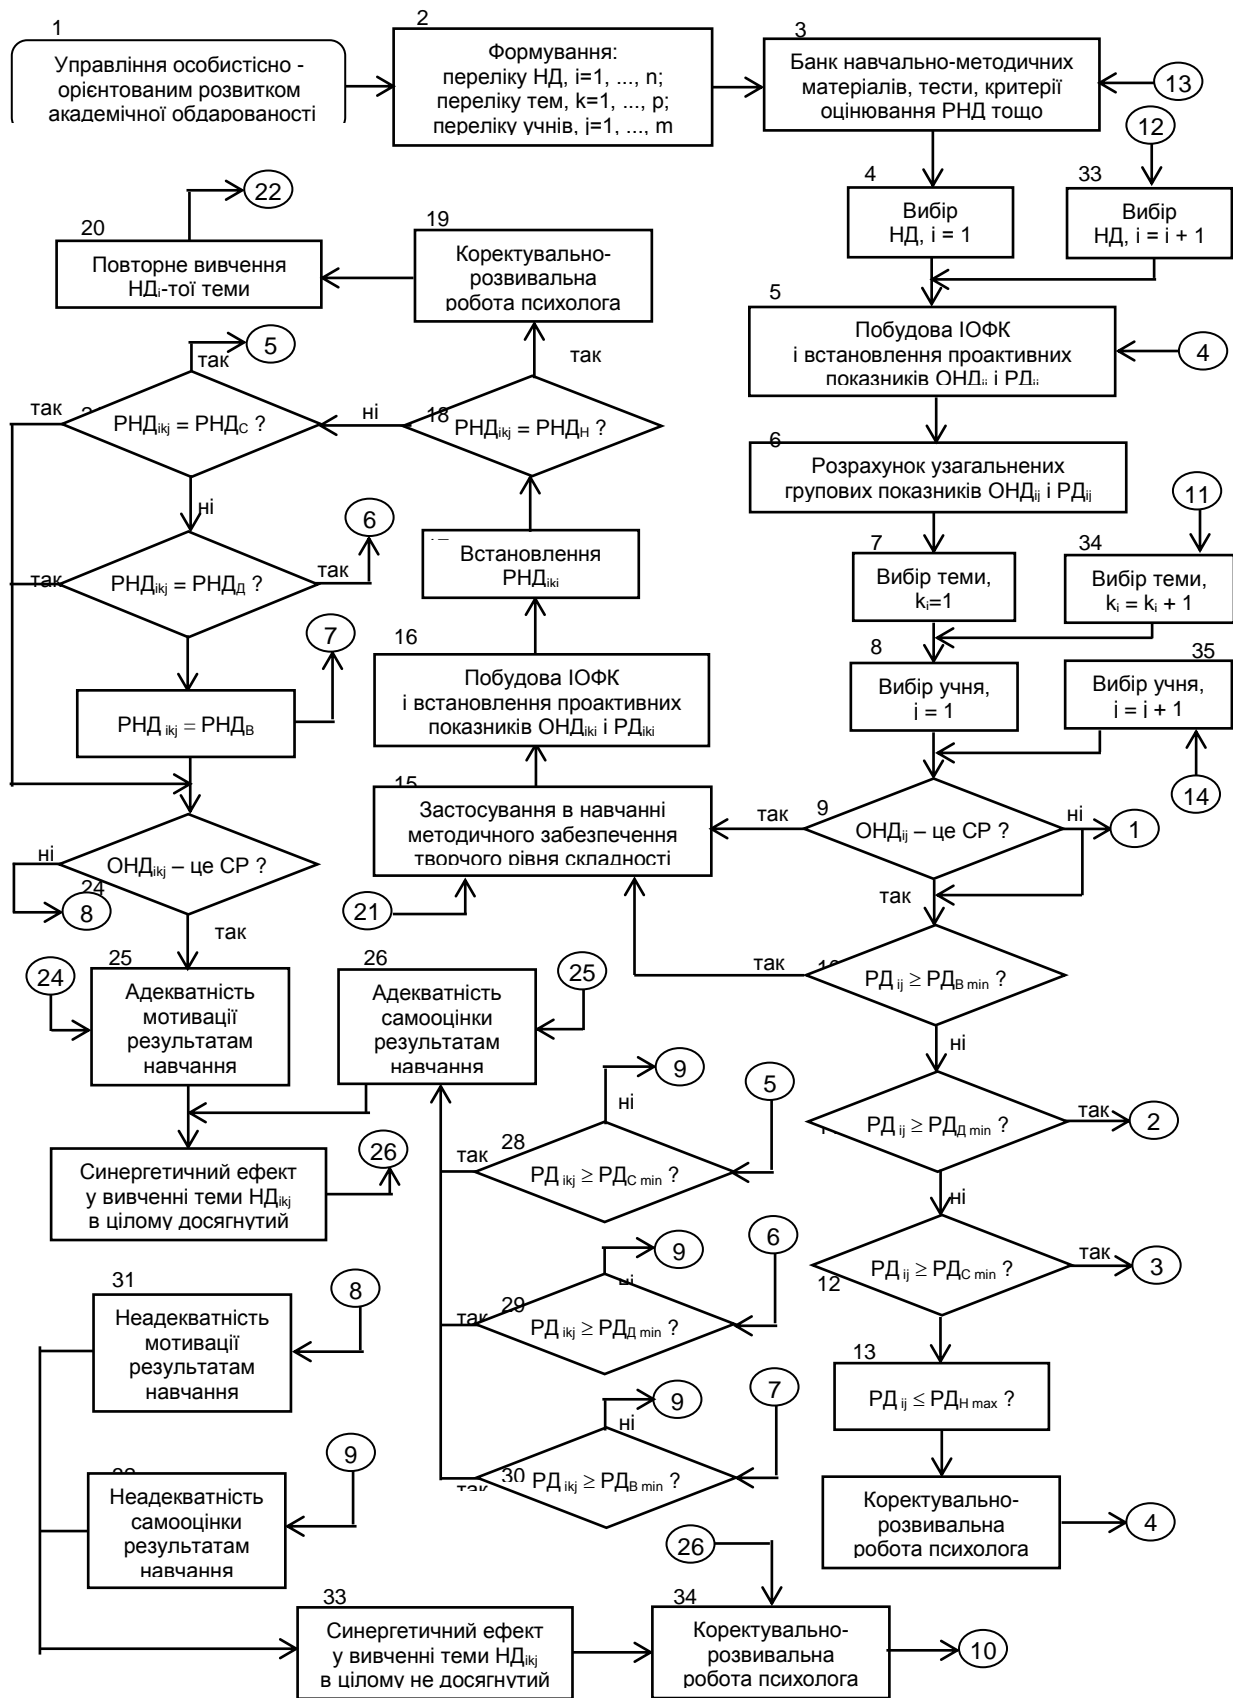 1
Управління особистісно -
орієнтованим розвитком
академічної обдарованості
2
Формування:
переліку НД, i=1, ..., n;
переліку тем, k=1, ..., p;
переліку учнів, j=1, ..., m
3
Банк навчально-методичних
матеріалів, тести, критерії
оцінювання РНД тощо
13
12
4
Вибір
НД, i = 1
33
Вибір
НД, i = i + 1
22
20
Повторне вивчення
НДі-тої теми
19
Коректувально-
розвивальна
робота психолога
5
Побудова ІОФК
і встановлення проактивних
показників ОНДij і РДij
4
5
так
так
РНДikj = РНДС ?
ні
так
18
РНДikj = РНДН ?
6
Розрахунок узагальнених
групових показників ОНДij і РДij
11
ні
6
так
РНДikj = РНДД ?
так
Встановлення
РНДikj
7
Вибір теми,
ki=1
34
Вибір теми,
ki = ki + 1
7
РНД ikj = РНДВ
16
Побудова ІОФК
і встановлення проактивних
показників ОНДikj і РДikj
8
Вибір учня,
j = 1
35
Вибір учня,
j = j + 1
14
15
Застосування в навчанні
методичного забезпечення
творчого рівня складності
так
9
ОНДij – це СР ?
ні
1
ні
ОНДikj – це СР ?
24
8
так
21
так
24
25
Адекватність
мотивації
результатам
навчання
26
Адекватність
самооцінки
результатам
навчання
25
так
РД ij ≥ РДВ min ?
ні
9
ні
5
РД ij ≥ РДД min ?
так
2
28
так
РД ikj ≥ РДС min ?
26
Синергетичний ефект
у вивченні теми НДikj
в цілому досягнутий
ні
9
6
12
РД ij ≥ РДС min ?
так
3
ні
29
так
РД ikj ≥ РДД min ?
31
Неадекватність
мотивації
результатам
навчання
8
13
РД ij ≤ РДН max ?
9
ні
7
30
так
РД ikj ≥ РДВ min ?
9
Неадекватність
самооцінки
результатам
навчання
Коректувально-
розвивальна
робота психолога
4
26
33
Синергетичний ефект
у вивченні теми НДikj
в цілому не досягнутий
34
Коректувально-
розвивальна
робота психолога
10